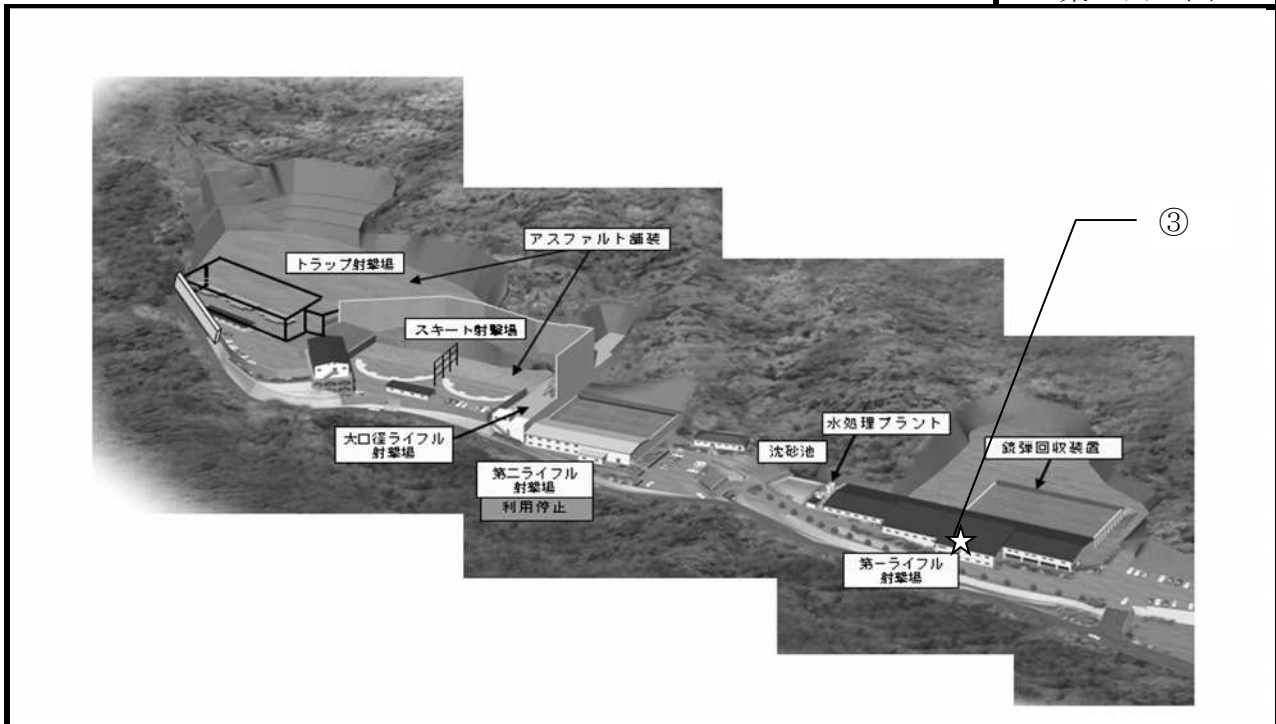 ③
アスファルト舗装
トラップ射撃場
スキート射撃場
大口径ライフル
射撃場
水処理プラント
沈砂池
銃弾回収装置
第二ライフル
射撃場
利用停止
第一ライフル
射撃場